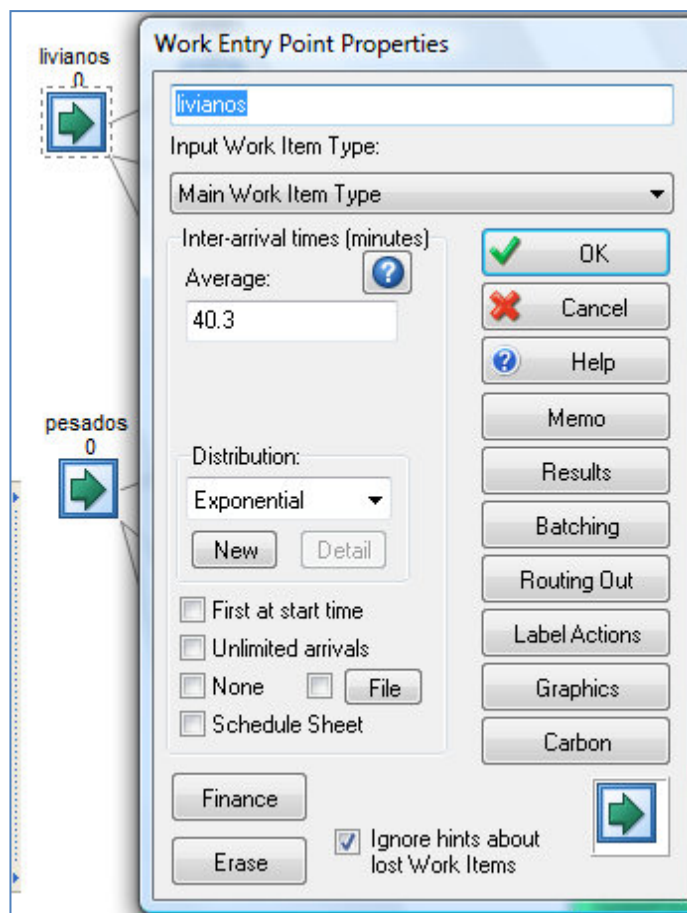 livianos
0
pesados
0
Work Entry Point Properties
livianos
Input Work Item Type:
Main Work Item Type
Inter-arrival times (minutes)
Average:
40.3
Distribution:
Exponential
New Detail
First at start time
Unlimited arrivals
None File
Schedule Sheet
OK
Cancel
Help
Memo
Results
Batching
Routing Out
Label Actions
Graphics
Carbon
Finance
Erase
Ignore hints about
lost Work Items